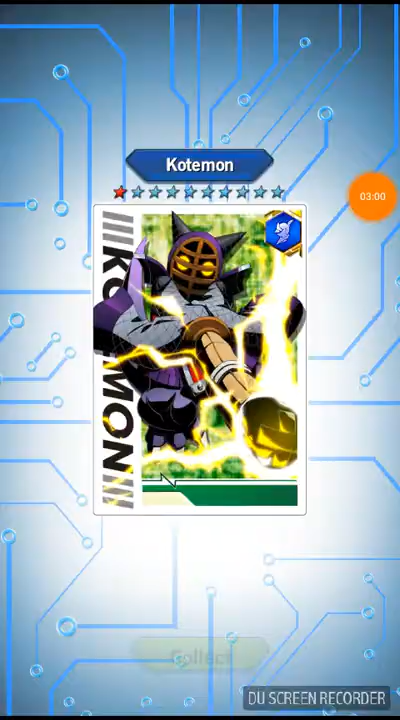 Kotemon
03:00
KOTEMON
Collect
DU SCREEN RECORDER